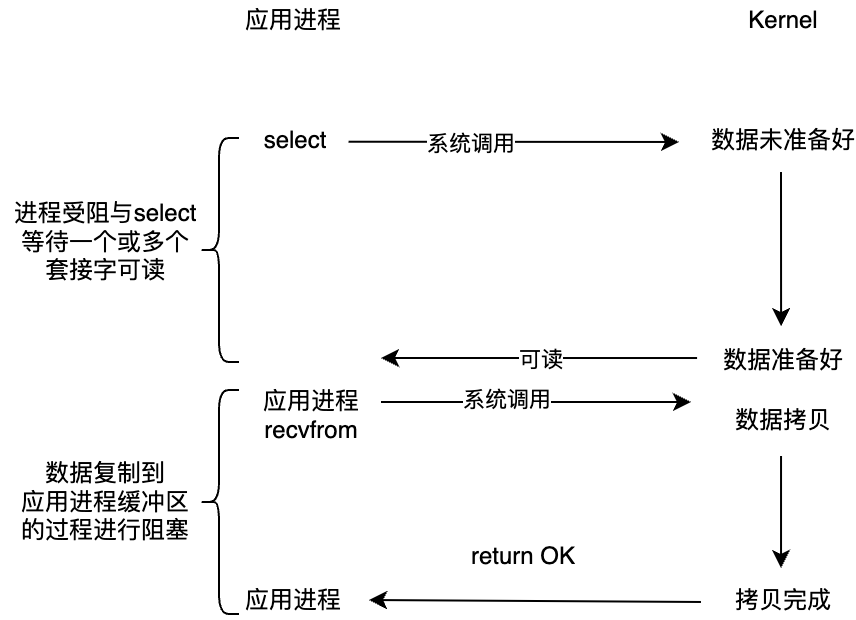 应用进程
Kernel
select
系统调用
数据未准备好
进程受阻与select
等待一个或多个
套接字可读
可读
数据准备好
应用进程
recvfrom
系统调用
数据拷贝
数据复制到
应用进程缓冲区
的过程进行阻塞
return OK
应用进程
拷贝完成